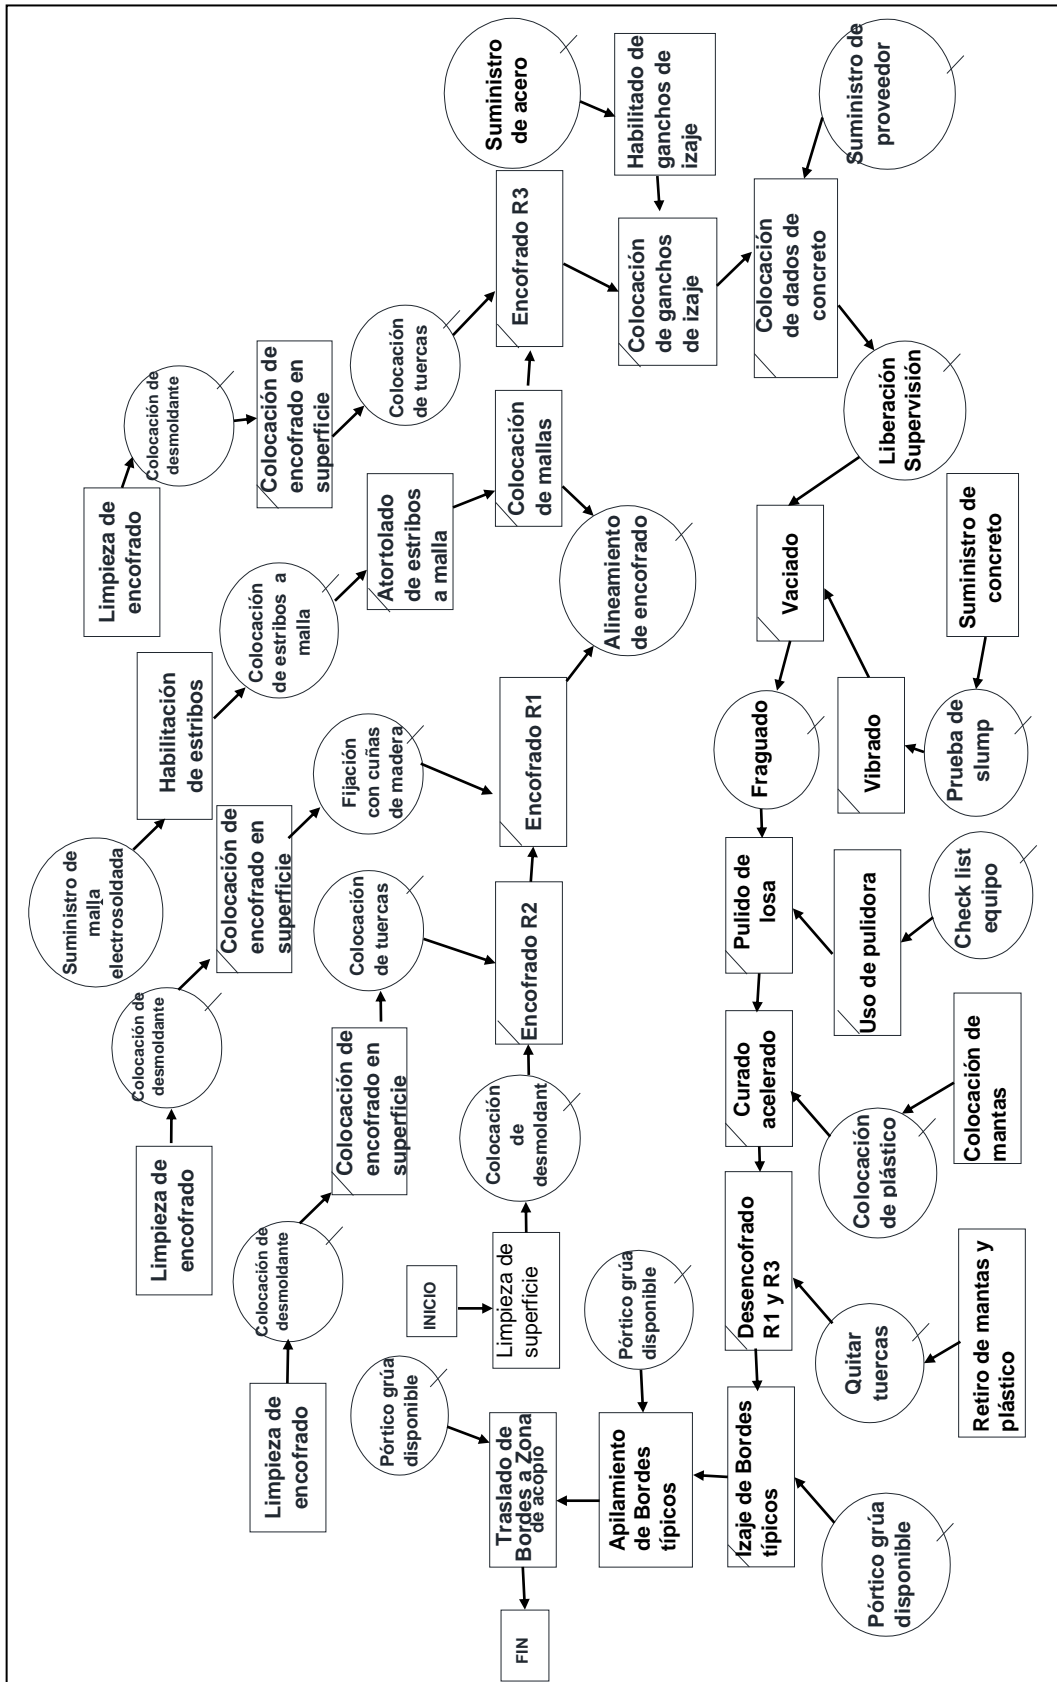 INICIO
Limpieza de
superficie
Colocación
de
desmoldant
Encofrado R2
Encofrado R1
Alineamiento
de encofrado
Colocación
de mallas
Encofrado R3
Limpieza de
encofrado
Colocación de
desmoldante
Colocación de
encofrado en
superficie
Colocación
de tuercas
Limpieza de
encofrado
Colocación de
desmoldante
Colocación de
encofrado en
superficie
Fijación
con cuñas
de madera
Suministro de
malla
electrosoldada
Habilitación
de estribos
Colocación
de estribos a
malla
Atortolado
de estribos
a malla
Limpieza de
encofrado
Colocación de
desmoldante
Colocación de
encofrado en
superficie
Colocación
de tuercas
Suministro
de acero
Habilitado de
ganchos de
izaje
Colocación
de ganchos
de izaje
Suministro de
proveedor
Colocación
de dados de
concreto
Liberación
Supervisión
Vaciado
Suministro de
concreto
Prueba de
slump
Vibrado
Fraguado
Pulido de
losa
Check list
equipo
Uso de pulidora
Curado
acelerado
Colocación de
mantas
Colocación
de plástico
Desencofrado
R1 y R3
Retiro de mantas y
plástico
Quitar
tuercas
Izaje de Bordes
típicos
Pórtico grúa
disponible
Apilamiento
de Bordes
típicos
Pórtico grúa
disponible
Traslado de
Bordes a Zona
de acopio
Pórtico grúa
disponible
FIN